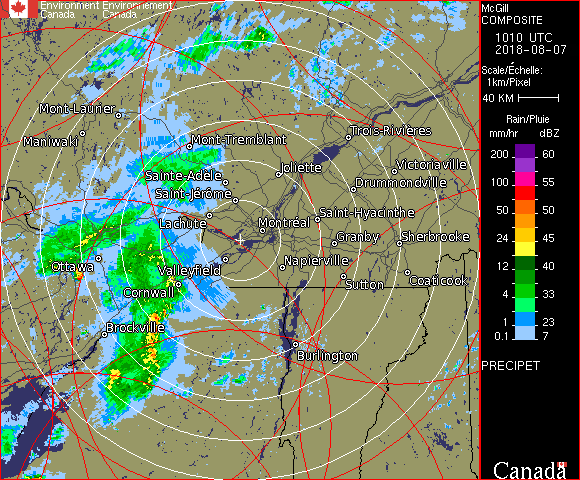 Environment Environnement
Canada Canada
McGill
COMPOSITE
1010 UTC
2018-08-07
Scale/Échelle:
1km/Pixel
40 KM
Rain/Pluie
mm/hr dBZ
200 60
100 55
50 50
24 45
12 40
4 33
1 23
0.1 7
PRECIPET
Canada
Mont-Laurier
Maniwaki
Mont-Tremblant
Trois-Rivières
Sainte-Adèle
Joliette
Victoriaville
Saint-Jérôme
Drummondville
Lachute
Montréal
Saint-Hyacinthe
Granby
Sherbrooke
Ottawa
Valleyfield
Napierville
Cornwall
Sutton
Coaticook
Brockville
Burlington